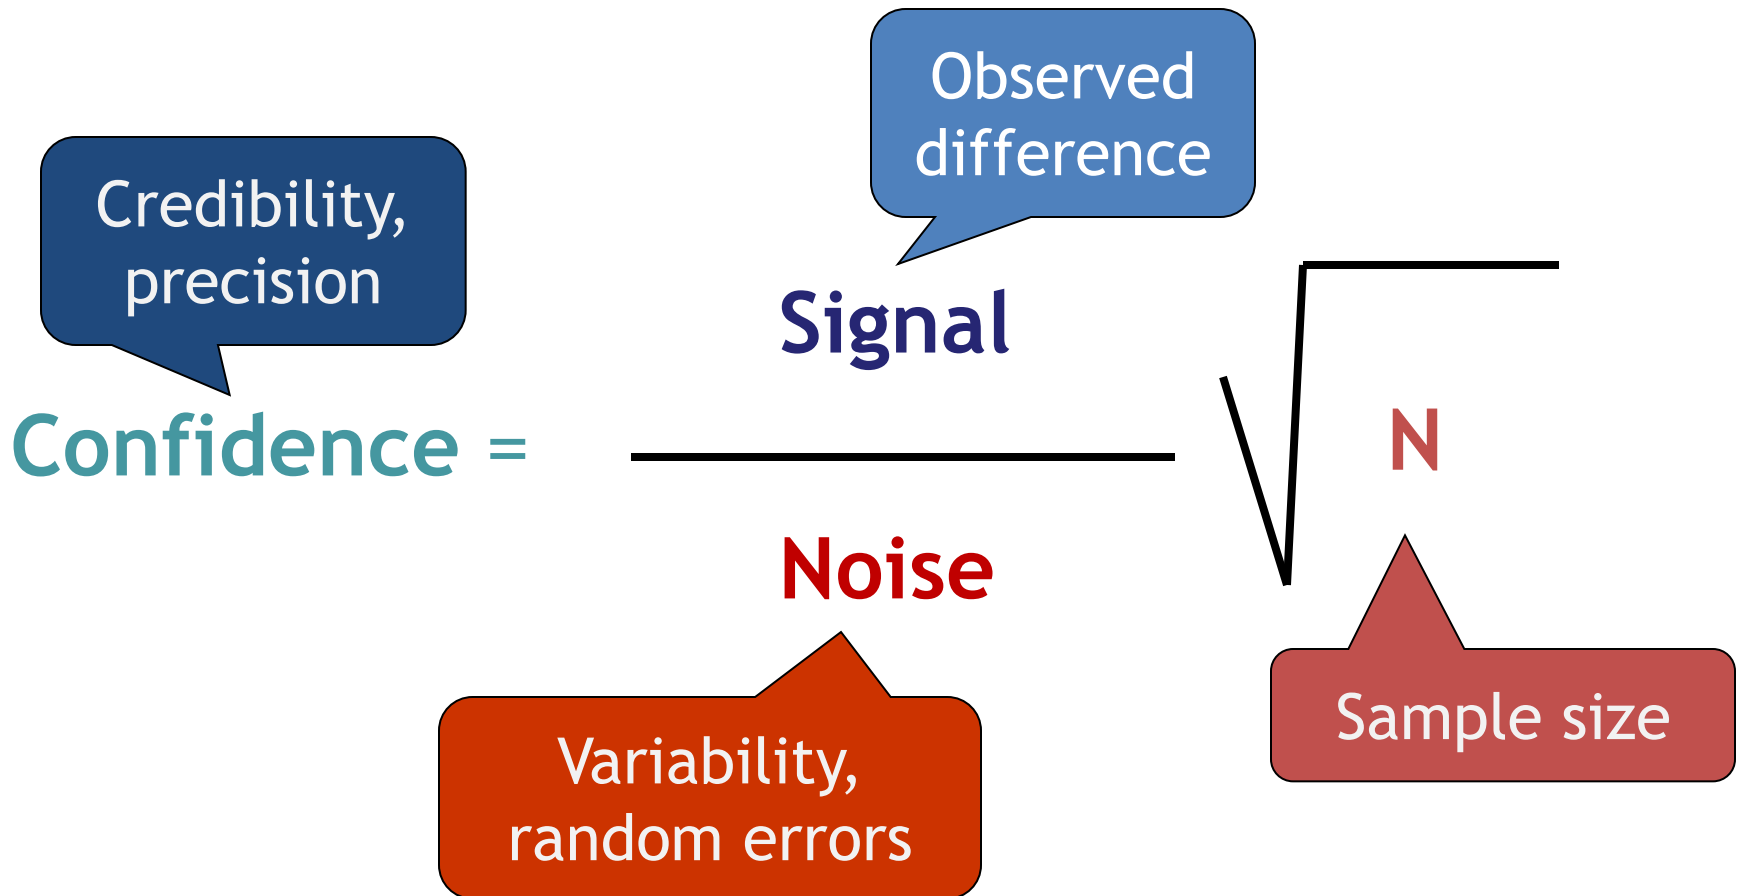 Observed
difference
Credibility,
precision
Signal
Confidence =
N
Noise
Variability,
random errors
Sample size